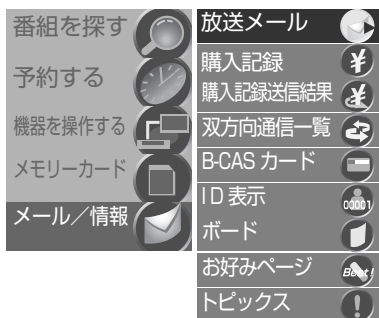 番組を探す
予約する
機器を操作する
メモリーカード
メール／情報
放送メール
購入記録
購入記録送信結果
双方向通信一覧
B-CAS カード
ID 表示
00001
ボード
お好みページ
Best!
トピックス